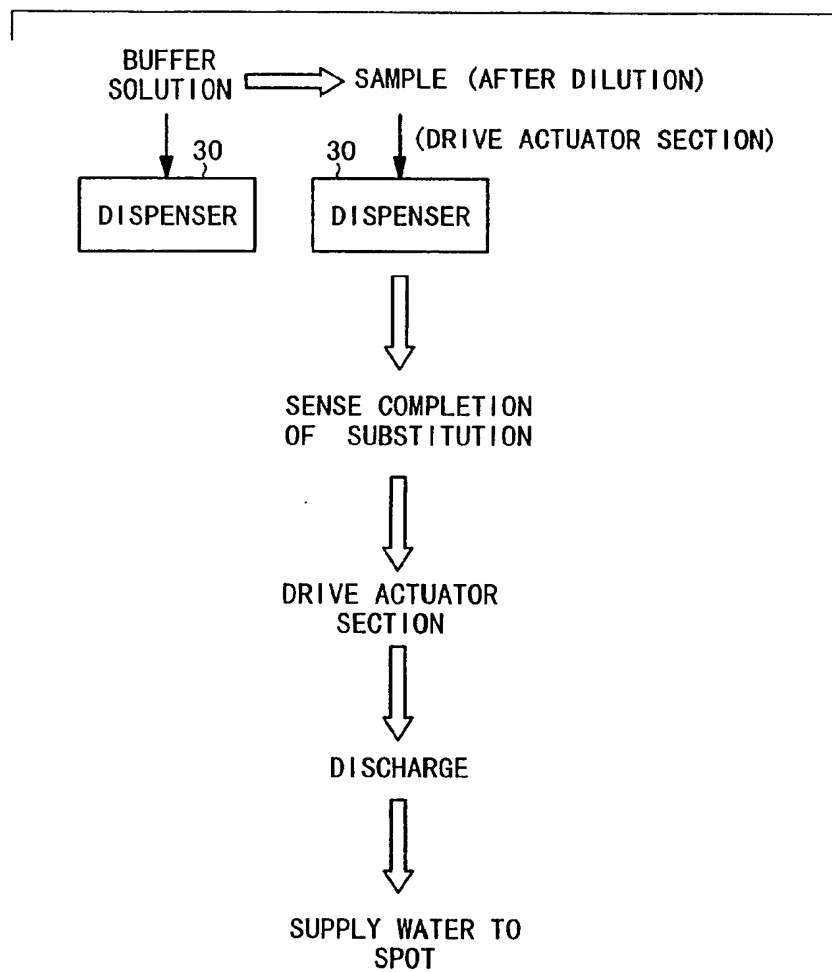 BUFFER
SOLUTION
SAMPLE (AFTER DILUTION)
(DRIVE ACTUATOR SECTION)
30
30
DISPENSER
DISPENSER
SENSE COMPLETION
OF SUBSTITUTION
DRIVE ACTUATOR
SECTION
DISCHARGE
SUPPLY WATER TO
SPOT